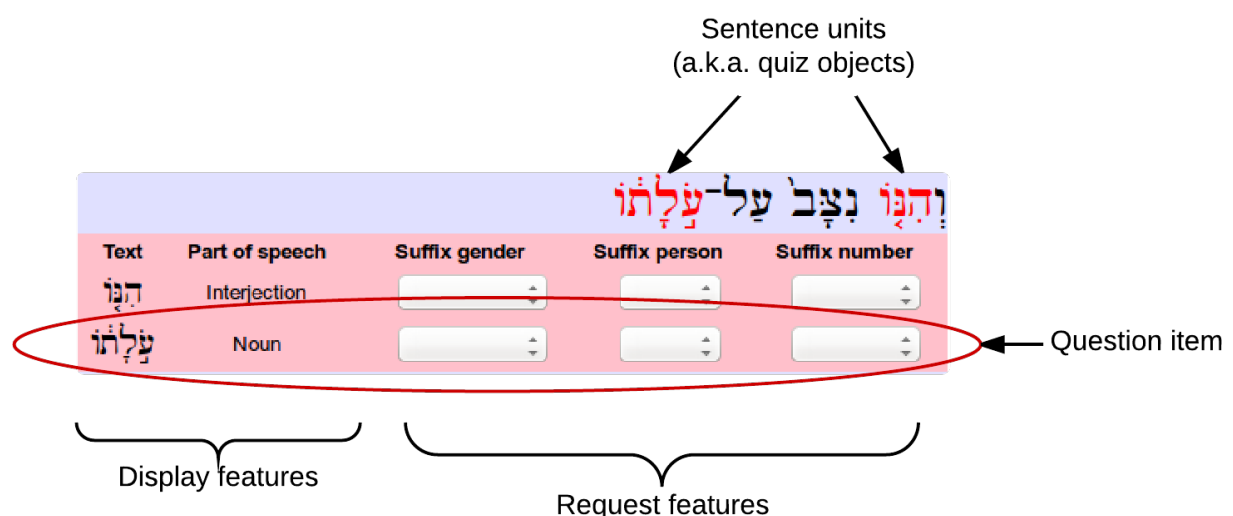 Sentence units
(a.k.a. quiz objects)
וְהִנּ֤וֹ נִצָּב֙ עַל־עֹ֣לָת֔וֹ
Text Part of speech Suffix gender Suffix person Suffix number
הִנּ֤וֹ Interjection
עֹ֣לָת֔וֹ Noun
Question item
Display features
Request features